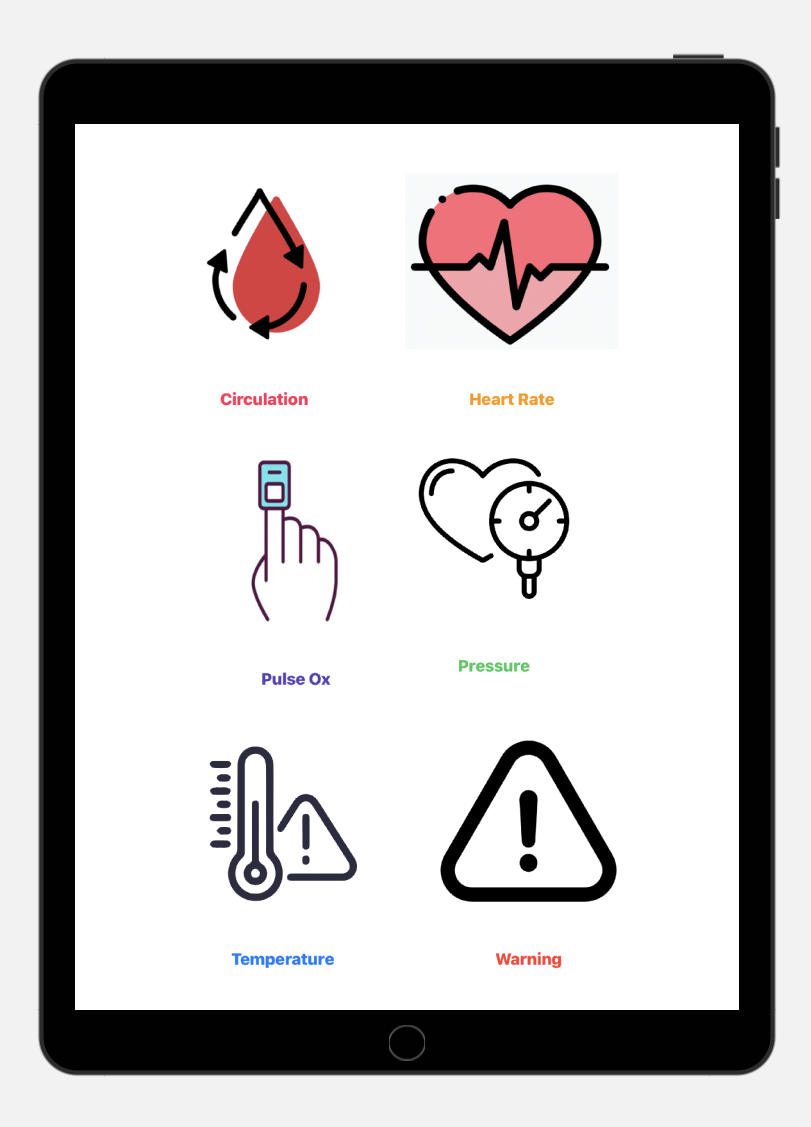 Circulation
Heart Rate
Pulse Ox
Pressure
Temperature
Warning